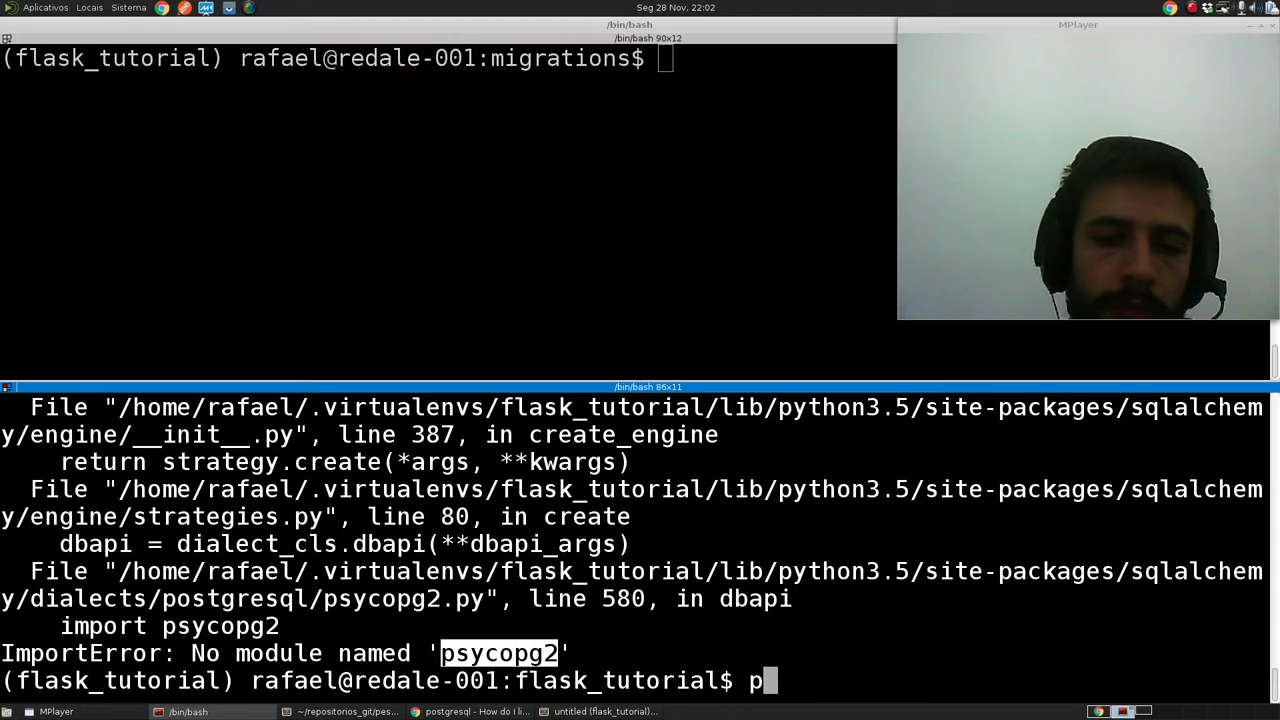 Aplicativos Locais Sistema
Seg 28 Nov, 22:02
/bin/bash
MPlayer
/bin/bash 90x12
(flask_tutorial) rafael@redale-001:migrations$
/bin/bash 86x11
File "/home/rafael/.virtualenvs/flask_tutorial/lib/python3.5/site-packages/sqlalchem
y/engine/__init__.py", line 387, in create_engine
return strategy.create(*args, **kwargs)
File "/home/rafael/.virtualenvs/flask_tutorial/lib/python3.5/site-packages/sqlalchem
y/engine/strategies.py", line 80, in create
dbapi = dialect_cls.dbapi(**dbapi_args)
File "/home/rafael/.virtualenvs/flask_tutorial/lib/python3.5/site-packages/sqlalchem
y/dialects/postgresql/psycopg2.py", line 580, in dbapi
import psycopg2
ImportError: No module named 'psycopg2'
(flask_tutorial) rafael@redale-001:flask_tutorial$ p
MPlayer
/bin/bash
~/repositorios_git/pes...
postgresql - How do I li...
untitled (flask_tutorial)...